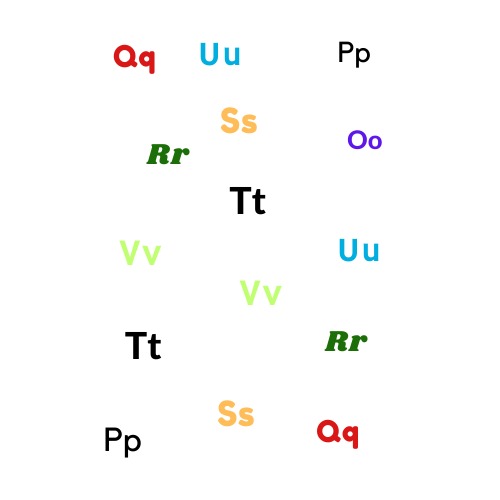 Qq Uu Pp
Ss
Oo
Rr
Tt
Vv Uu
Vv
Tt Rr
Ss
Pp Qq